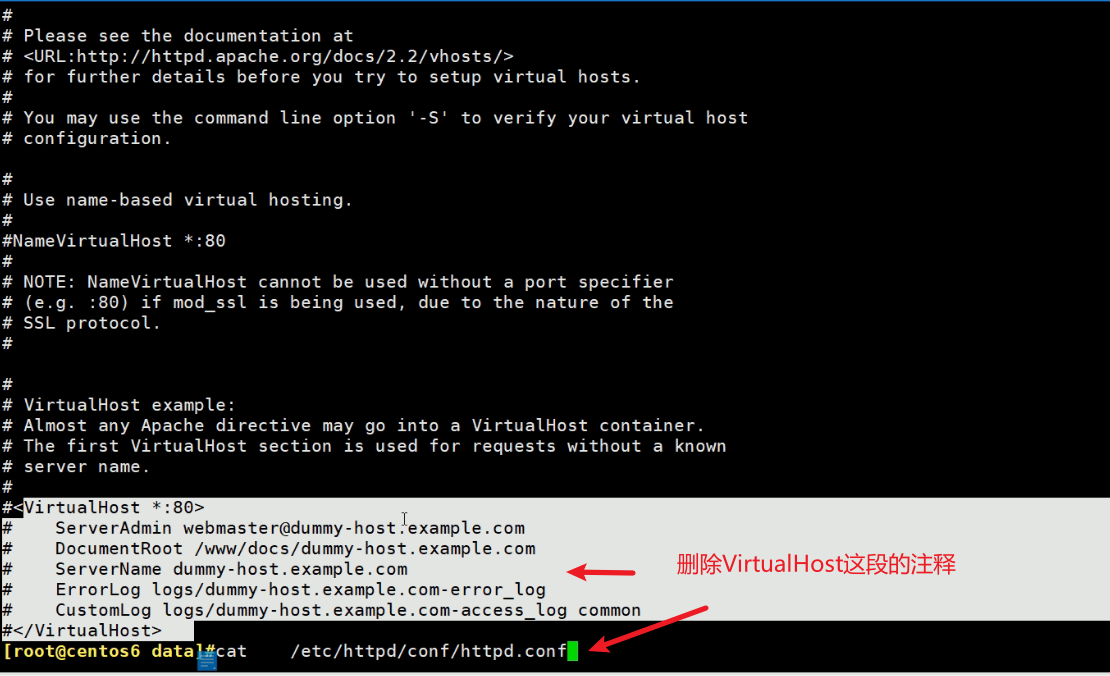 #
# Please see the documentation at
# <URL:http://httpd.apache.org/docs/2.2/vhosts/>
# for further details before you try to setup virtual hosts.
#
# You may use the command line option '-S' to verify your virtual host
# configuration.
#
# Use name-based virtual hosting.
#
#NameVirtualHost *:80
#
# NOTE: NameVirtualHost cannot be used without a port specifier
# (e.g. :80) if mod_ssl is being used, due to the nature of the
# SSL protocol.
#
#
# VirtualHost example:
# Almost any Apache directive may go into a VirtualHost container.
# The first VirtualHost section is used for requests without a known
# server name.
#
#<VirtualHost *:80>
#    ServerAdmin webmaster@dummy-host.example.com
#    DocumentRoot /www/docs/dummy-host.example.com
#    ServerName dummy-host.example.com
删除VirtualHost这段的注释
#    ErrorLog logs/dummy-host.example.com-error_log
#    CustomLog logs/dummy-host.example.com-access_log common
#</VirtualHost>
[root@centos6 data]#cat    /etc/httpd/conf/httpd.conf